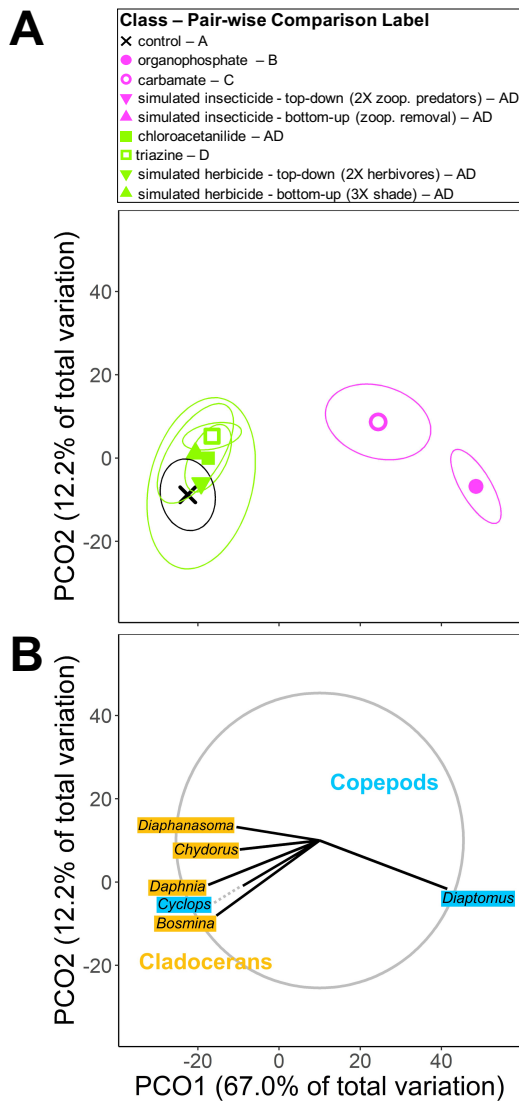 A
Class – Pair-wise Comparison Label
control – A
organophosphate – B
carbamate – C
simulated insecticide - top-down (2X zoop. predators) – AD
simulated insecticide - bottom-up (zoop. removal) – AD
chloroacetanilide – AD
triazine – D
simulated herbicide - top-down (2X herbivores) – AD
simulated herbicide - bottom-up (3X shade) – AD
PCO2 (12.2% of total variation)
40
20
0
-20
B
PCO2 (12.2% of total variation)
40
20
0
-20
Copepods
Diaphanasoma
Chydorus
Daphnia
Cyclops
Bosmina
Diaptomus
Cladocerans
-20
0
20
40
PCO1 (67.0% of total variation)